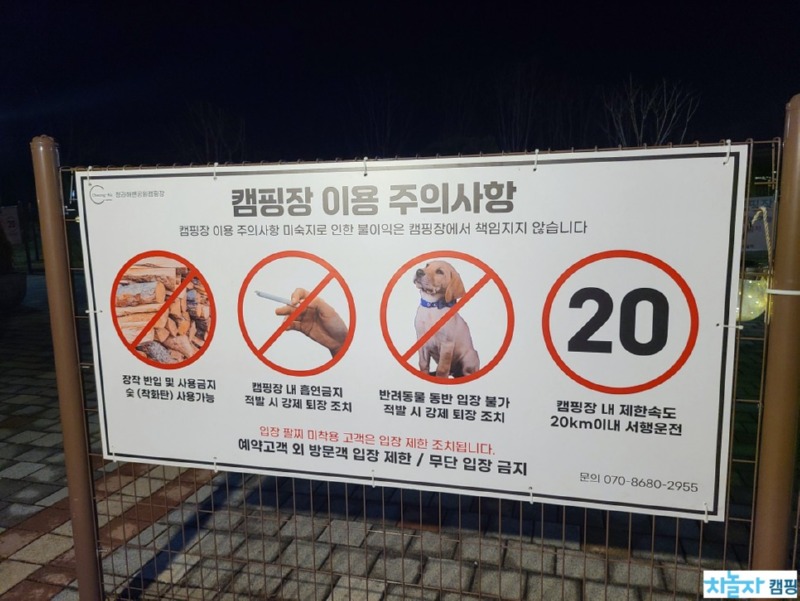 캠핑장 이용 주의사항
캠핑장 이용 주의사항 미숙지로 인한 불이익은 캠핑장에서 책임지지 않습니다
20
장작 반입 및 사용금지
숯 (착화탄) 사용가능
캠핑장 내 흡연금지
적발 시 강제 퇴장 조치
반려동물 동반 입장 불가
적발 시 강제 퇴장 조치
캠핑장 내 제한속도
20km이내 서행운전
입장 팔찌 미착용 고객은 입장 제한 조치됩니다.
예약고객 외 방문객 입장 제한 / 무단 입장 금지
문의 070-8680-2955
차놀자 캠핑